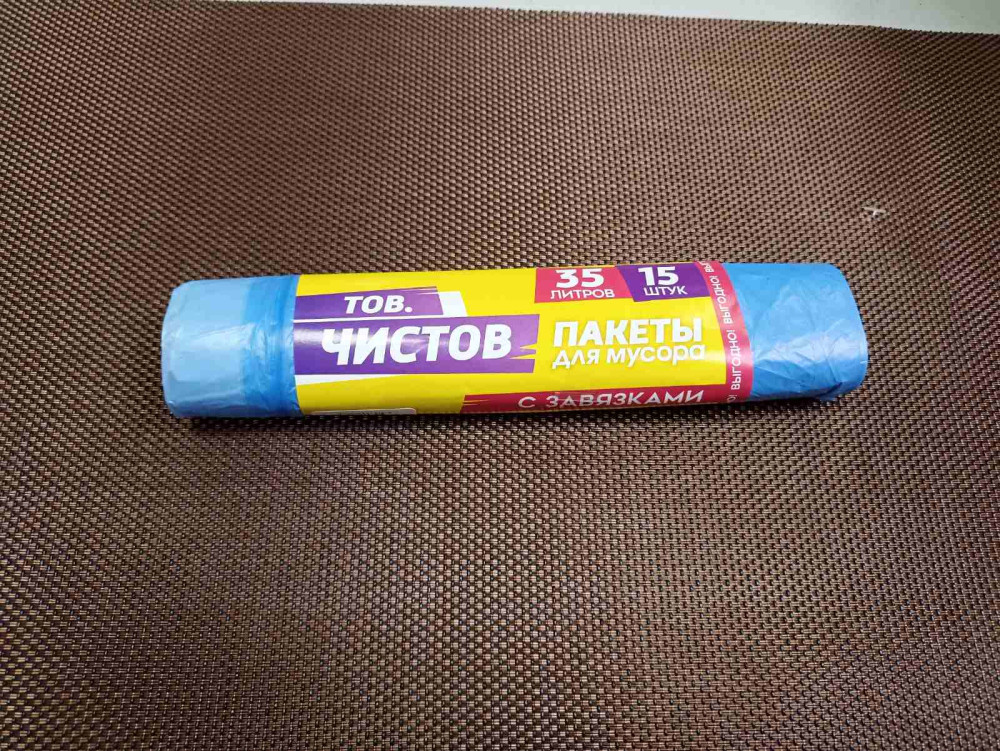 ТОВ.
ЧИСТОВ
35
ЛИТРОВ
15
ШТУК
ПАКЕТЫ
для мусора
С ЗАВЯЗКАМИ
ВЫГОДНО! ВЫГОДНО!